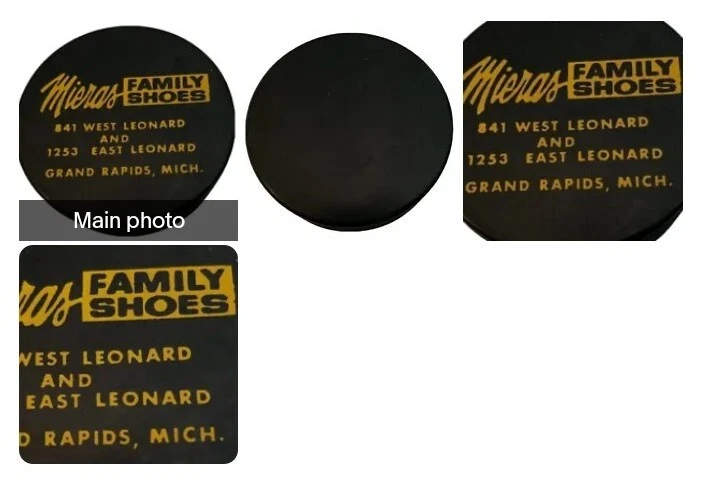 Mieras FAMILY SHOES
841 WEST LEONARD
AND
1253 EAST LEONARD
GRAND RAPIDS, MICH.
Main photo
Mieras FAMILY SHOES
841 WEST LEONARD
AND
1253 EAST LEONARD
GRAND RAPIDS, MICH.
ras FAMILY SHOES
WEST LEONARD
AND
EAST LEONARD
D RAPIDS, MICH.